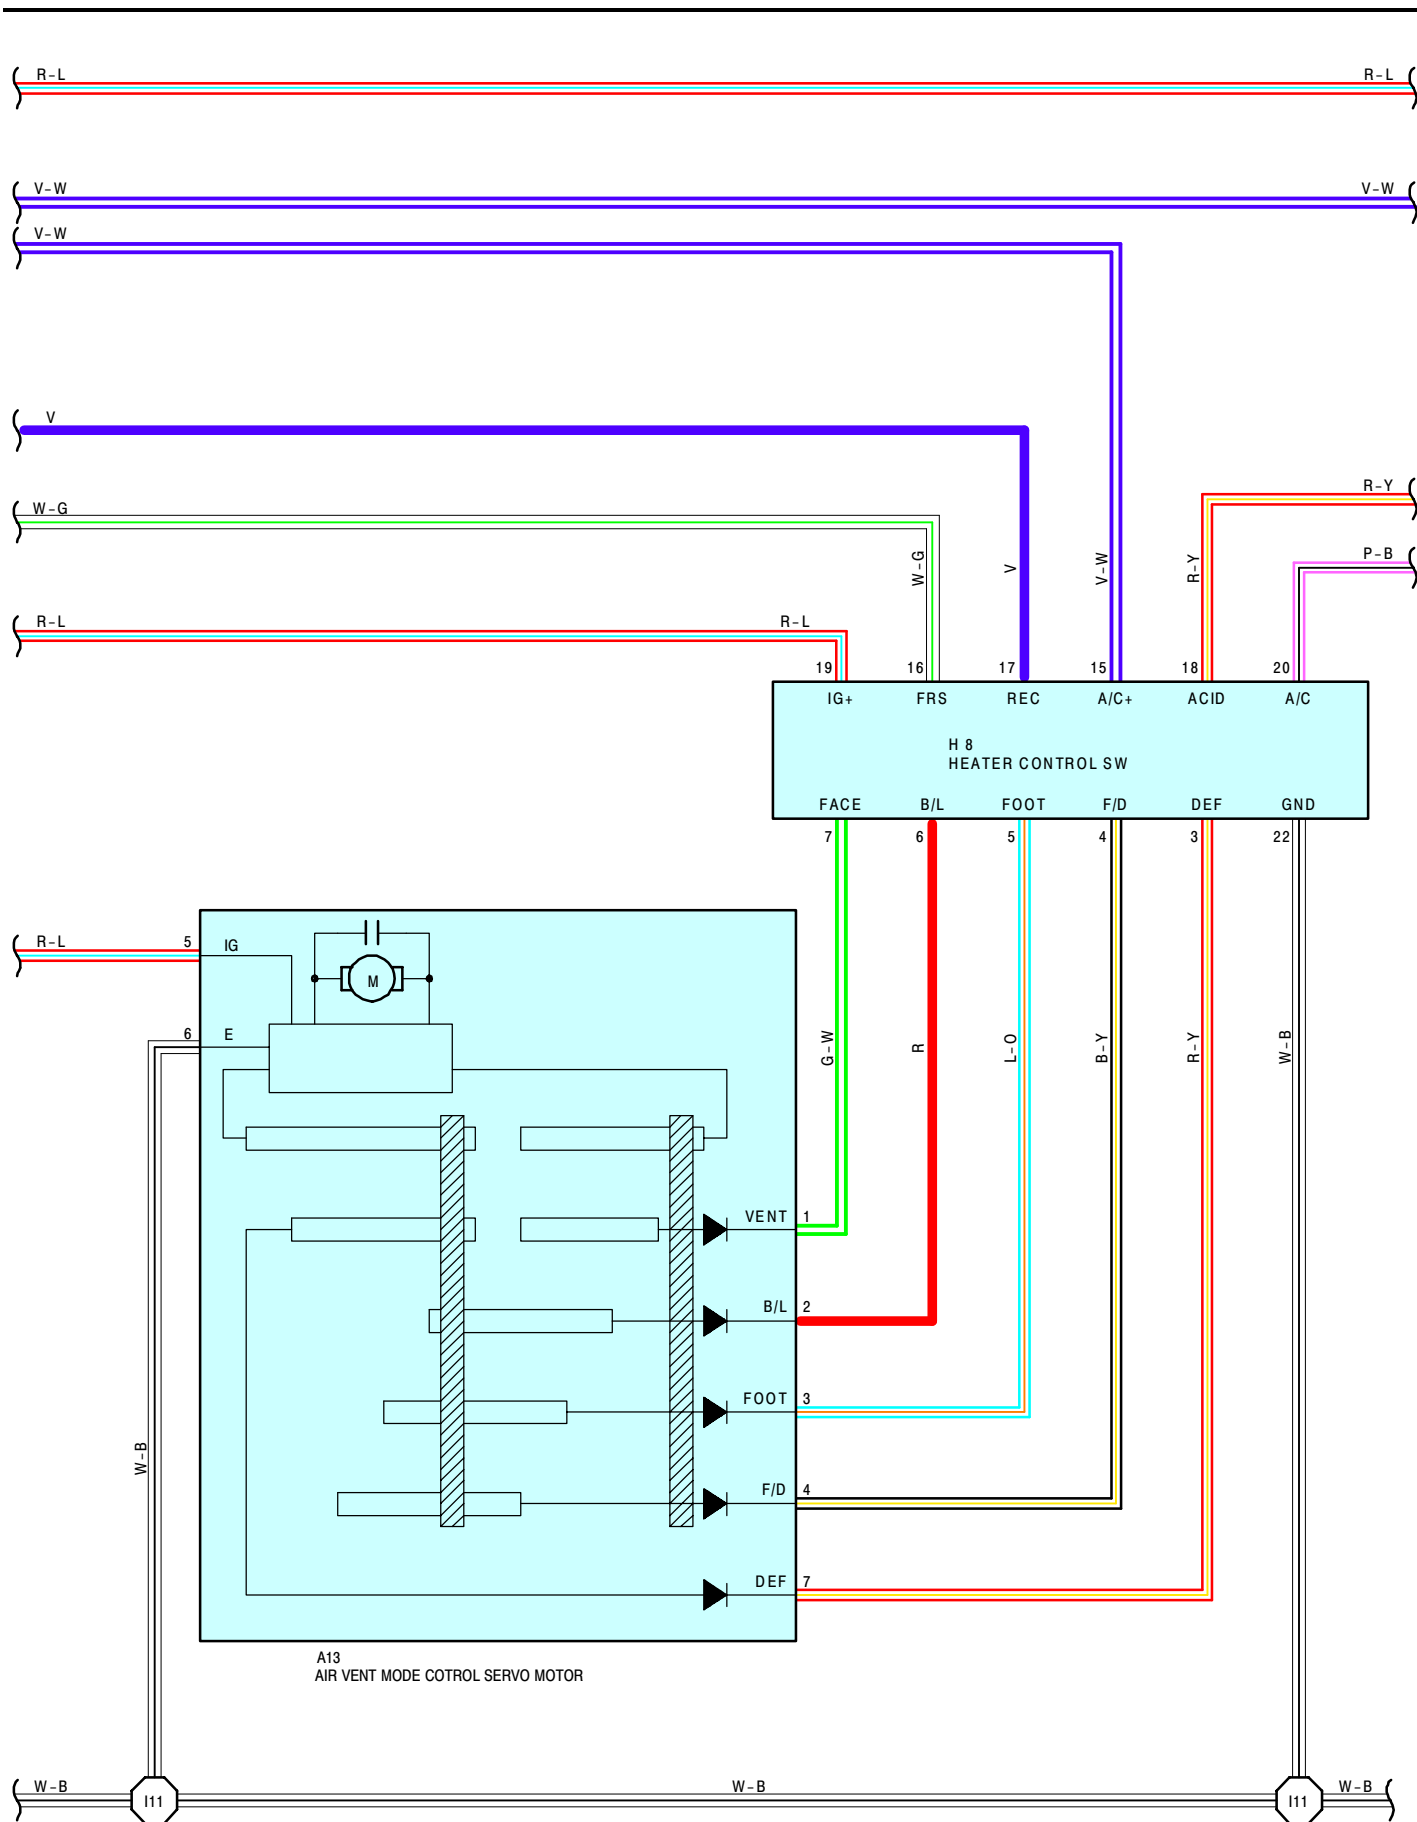 R-L R-L
V-W V-W
V-W
V
W-G R-Y
P-B
W-G V V-W R-Y
R-L R-L
19 16 17 15 18 20
IG+ FRS REC A/C+ ACID A/C
H 8
HEATER CONTROL SW
FACE B/L FOOT F/D DEF GND
7 6 5 4 3 22
R-L 5 IG
M
6 E
G-W R L-O B-Y R-Y W-B
VENT 1
B/L 2
FOOT 3
W-B
F/D 4
DEF 7
A13
AIR VENT MODE COTROL SERVO MOTOR
W-B W-B W-B
I11 I11